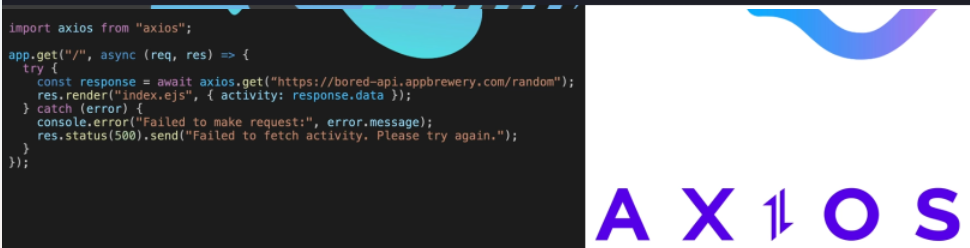 import axios from "axios";
app.get("/", async (req, res) => {
  try {
    const response = await axios.get(“https://bored-api.appbrewery.com/random");
    res.render("index.ejs", { activity: response.data });
  } catch (error) {
    console.error("Failed to make request:", error.message);
    res.status(500).send("Failed to fetch activity. Please try again.");
  }
});
AXIOS